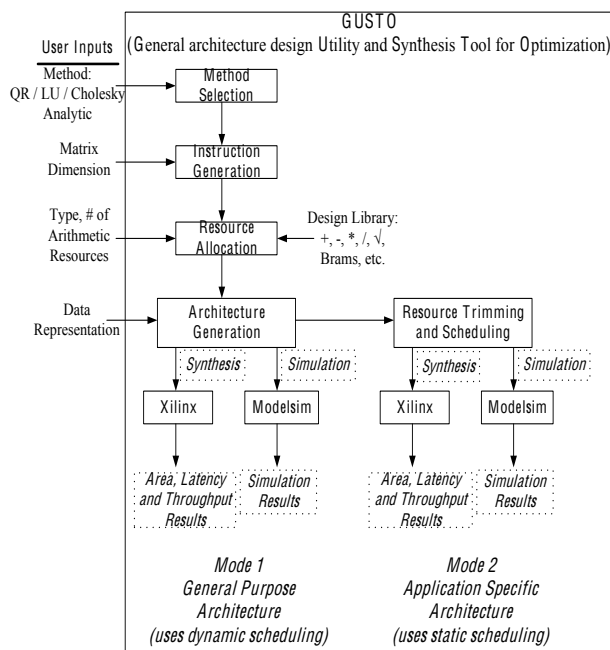 GUSTO
(General architecture design Utility and Synthesis Tool for Optimization)
User Inputs
Method:
QR / LU / Cholesky
Analytic
Method
Selection
Matrix
Dimension
Instruction
Generation
Type, # of
Arithmetic
Resources
Resource
Allocation
Design Library:
+, -, *, /, √,
Brams, etc.
Data
Representation
Architecture
Generation
Resource Trimming
and Scheduling
Synthesis
Simulation
Synthesis
Simulation
Xilinx
Modelsim
Xilinx
Modelsim
Area, Latency
and Throughput
Results
Simulation
Results
Area, Latency
and Throughput
Results
Simulation
Results
Mode 1
General Purpose
Architecture
(uses dynamic scheduling)
Mode 2
Application Specific
Architecture
(uses static scheduling)